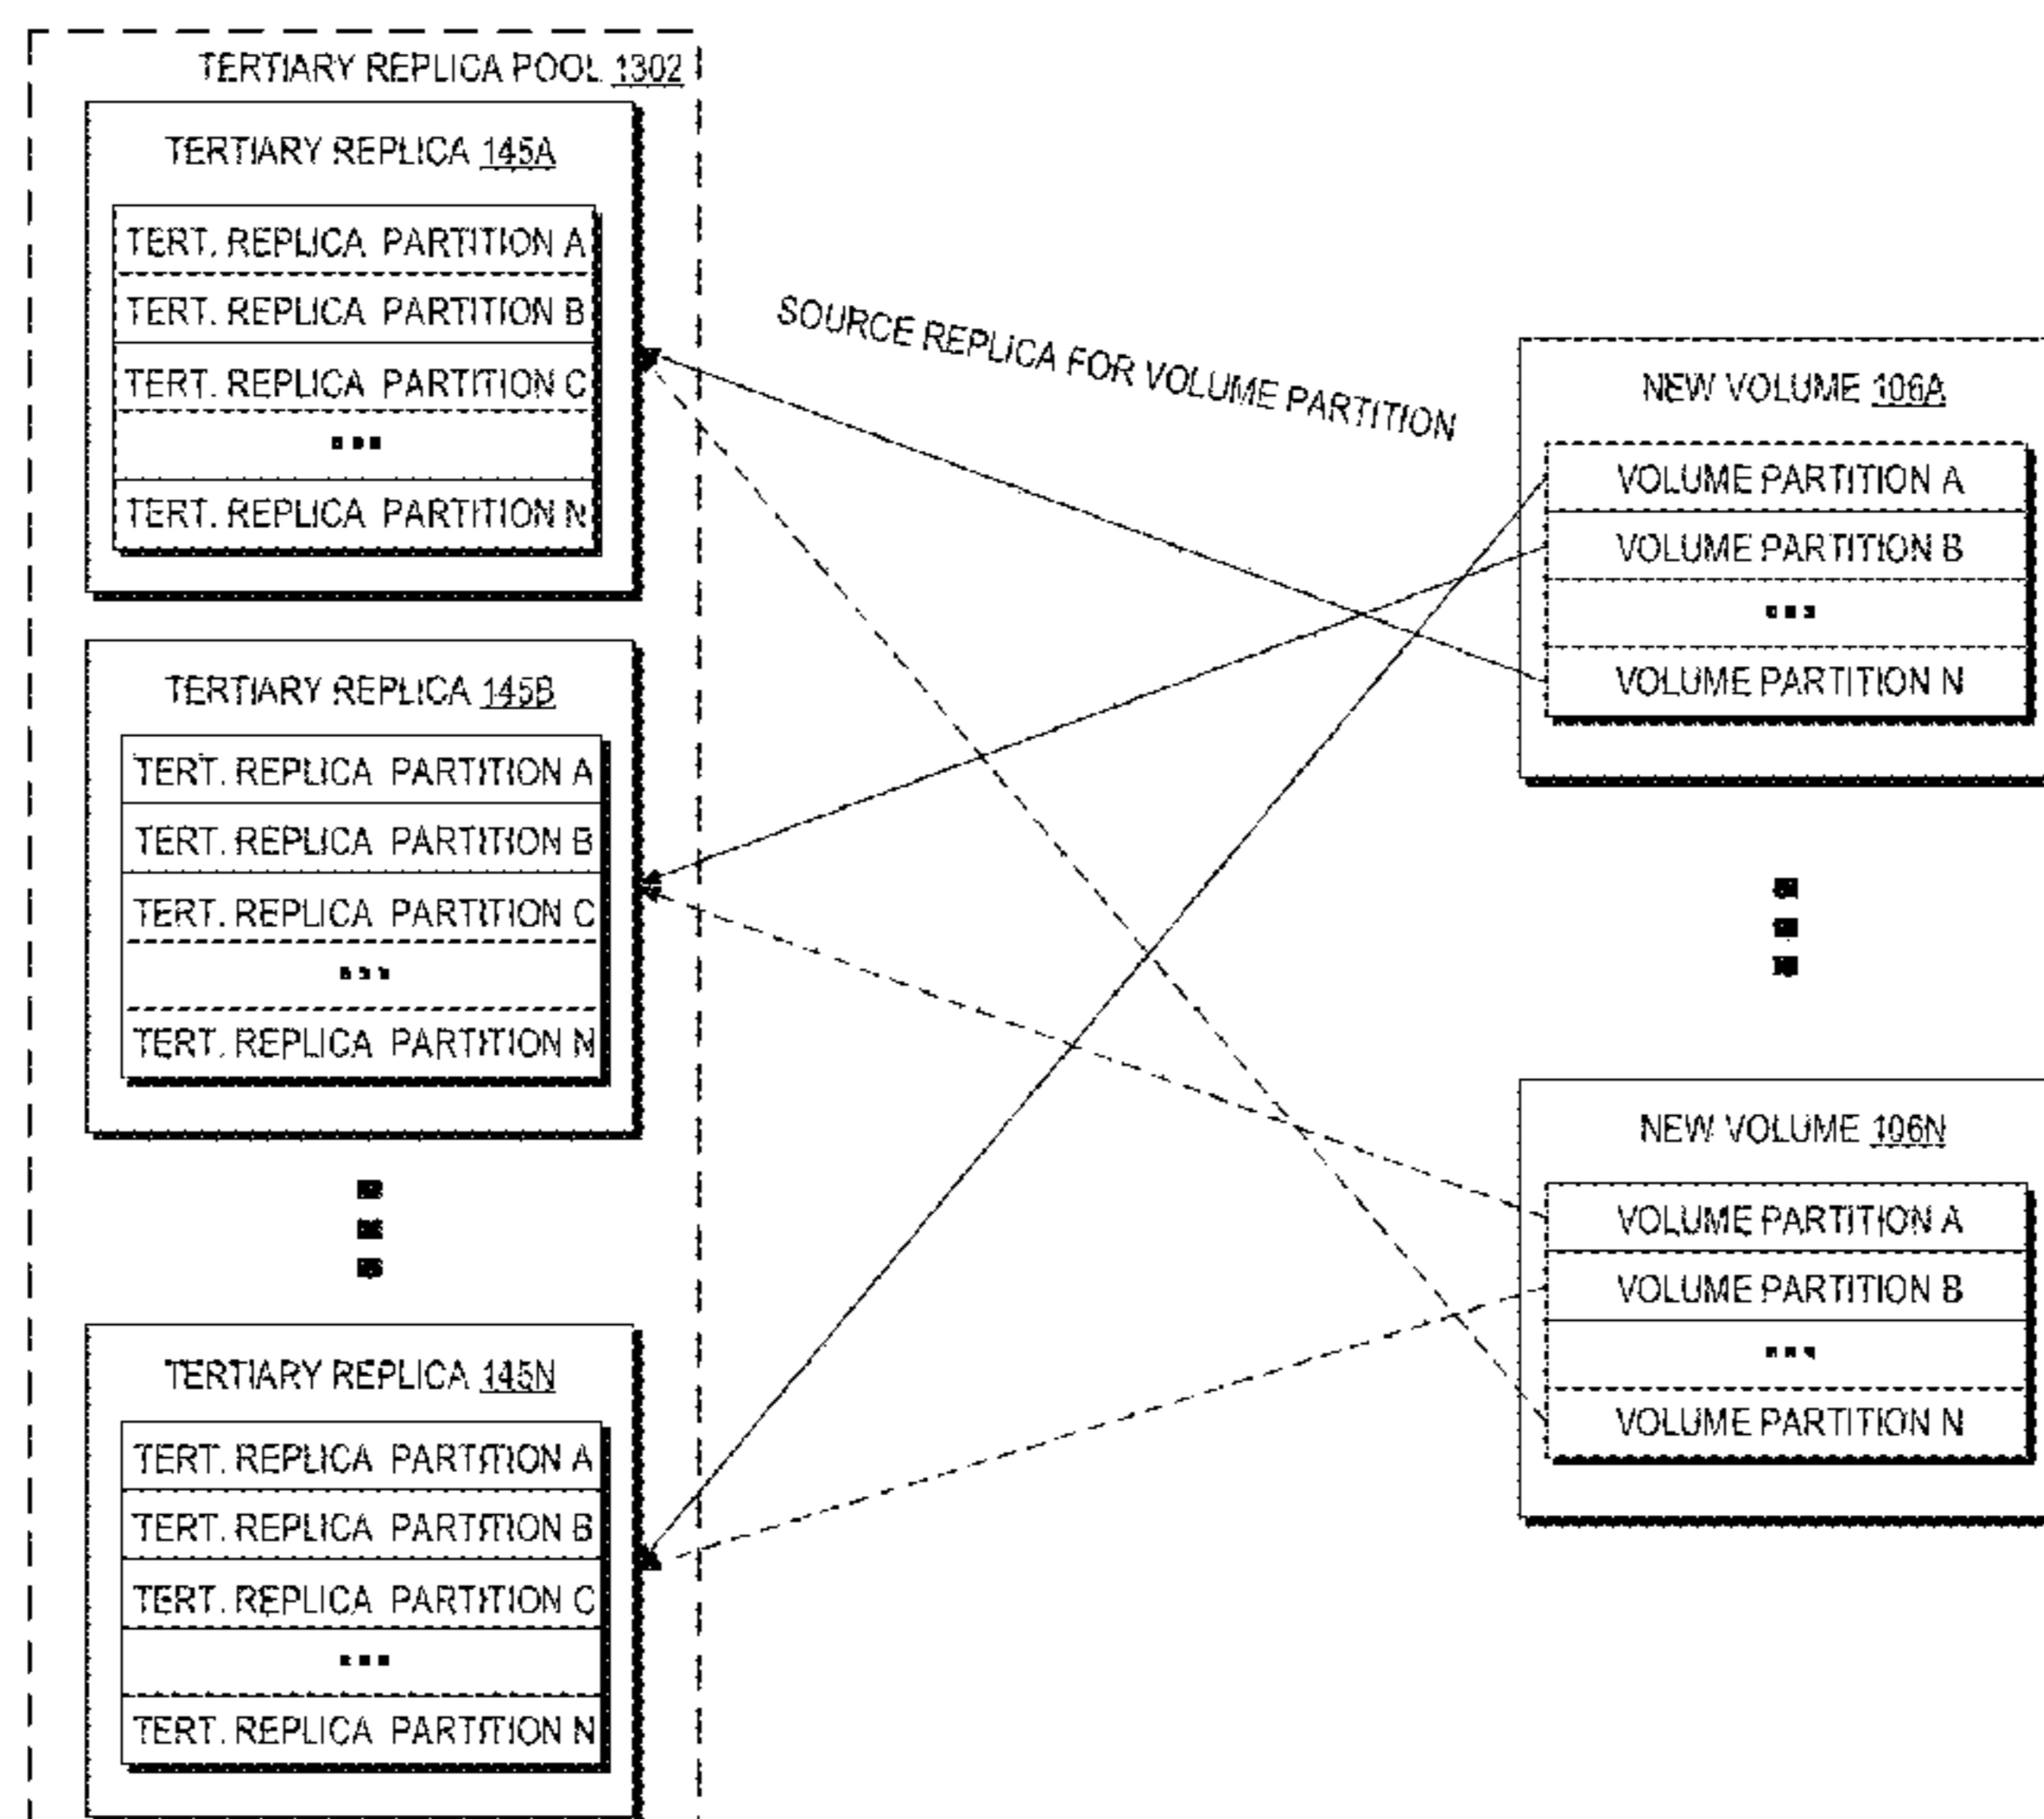 TERTIARY REPLICA POOL 1302
TERTIARY REPLICA 145A
TERT. REPLICA PARTITION A
TERT. REPLICA PARTITION B
TERT. REPLICA PARTITION C
...
TERT. REPLICA PARTITION N
TERTIARY REPLICA 145B
TERT. REPLICA PARTITION A
TERT. REPLICA PARTITION B
TERT. REPLICA PARTITION C
...
TERT. REPLICA PARTITION N
TERTIARY REPLICA 145N
TERT. REPLICA PARTITION A
TERT. REPLICA PARTITION B
TERT. REPLICA PARTITION C
...
TERT. REPLICA PARTITION N
SOURCE REPLICA FOR VOLUME PARTITION
NEW VOLUME 106A
VOLUME PARTITION A
VOLUME PARTITION B
...
VOLUME PARTITION N
NEW VOLUME 106N
VOLUME PARTITION A
VOLUME PARTITION B
...
VOLUME PARTITION N